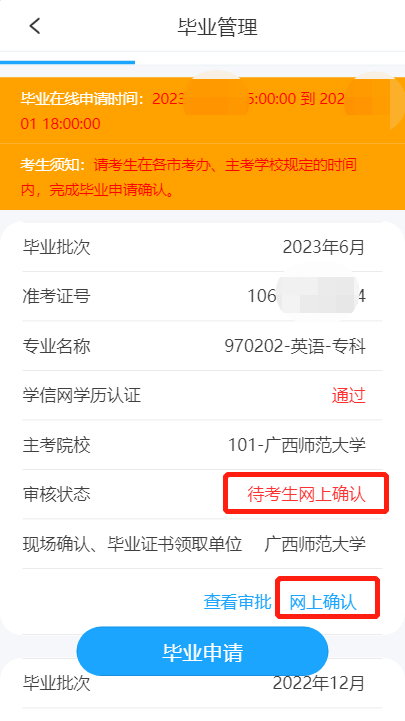 毕业管理
毕业在线申请时间：2023 :00:00 到 202
01 18:00:00
考生须知：请考生在各市考办、主考学校规定的时间
内，完成毕业申请确认。
毕业批次 2023年6月
准考证号 106 4
专业名称 970202-英语-专科
学信网学历认证 通过
主考院校 101-广西师范大学
审核状态 待考生网上确认
现场确认、毕业证书领取单位 广西师范大学
查看审批 网上确认
毕业申请
毕业批次 2022年12月